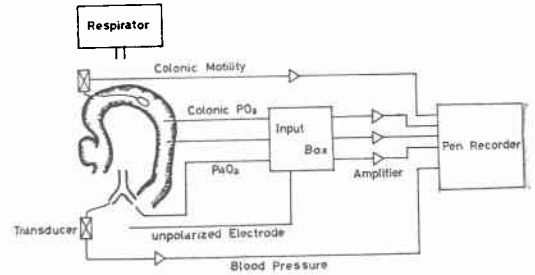 Respirator
Colonic Motility
Colonic PO₂
Input
Box
Pen Recorder
PaO₂
Amplifier
Transducer
unpolarized Electrode
Blood Pressure